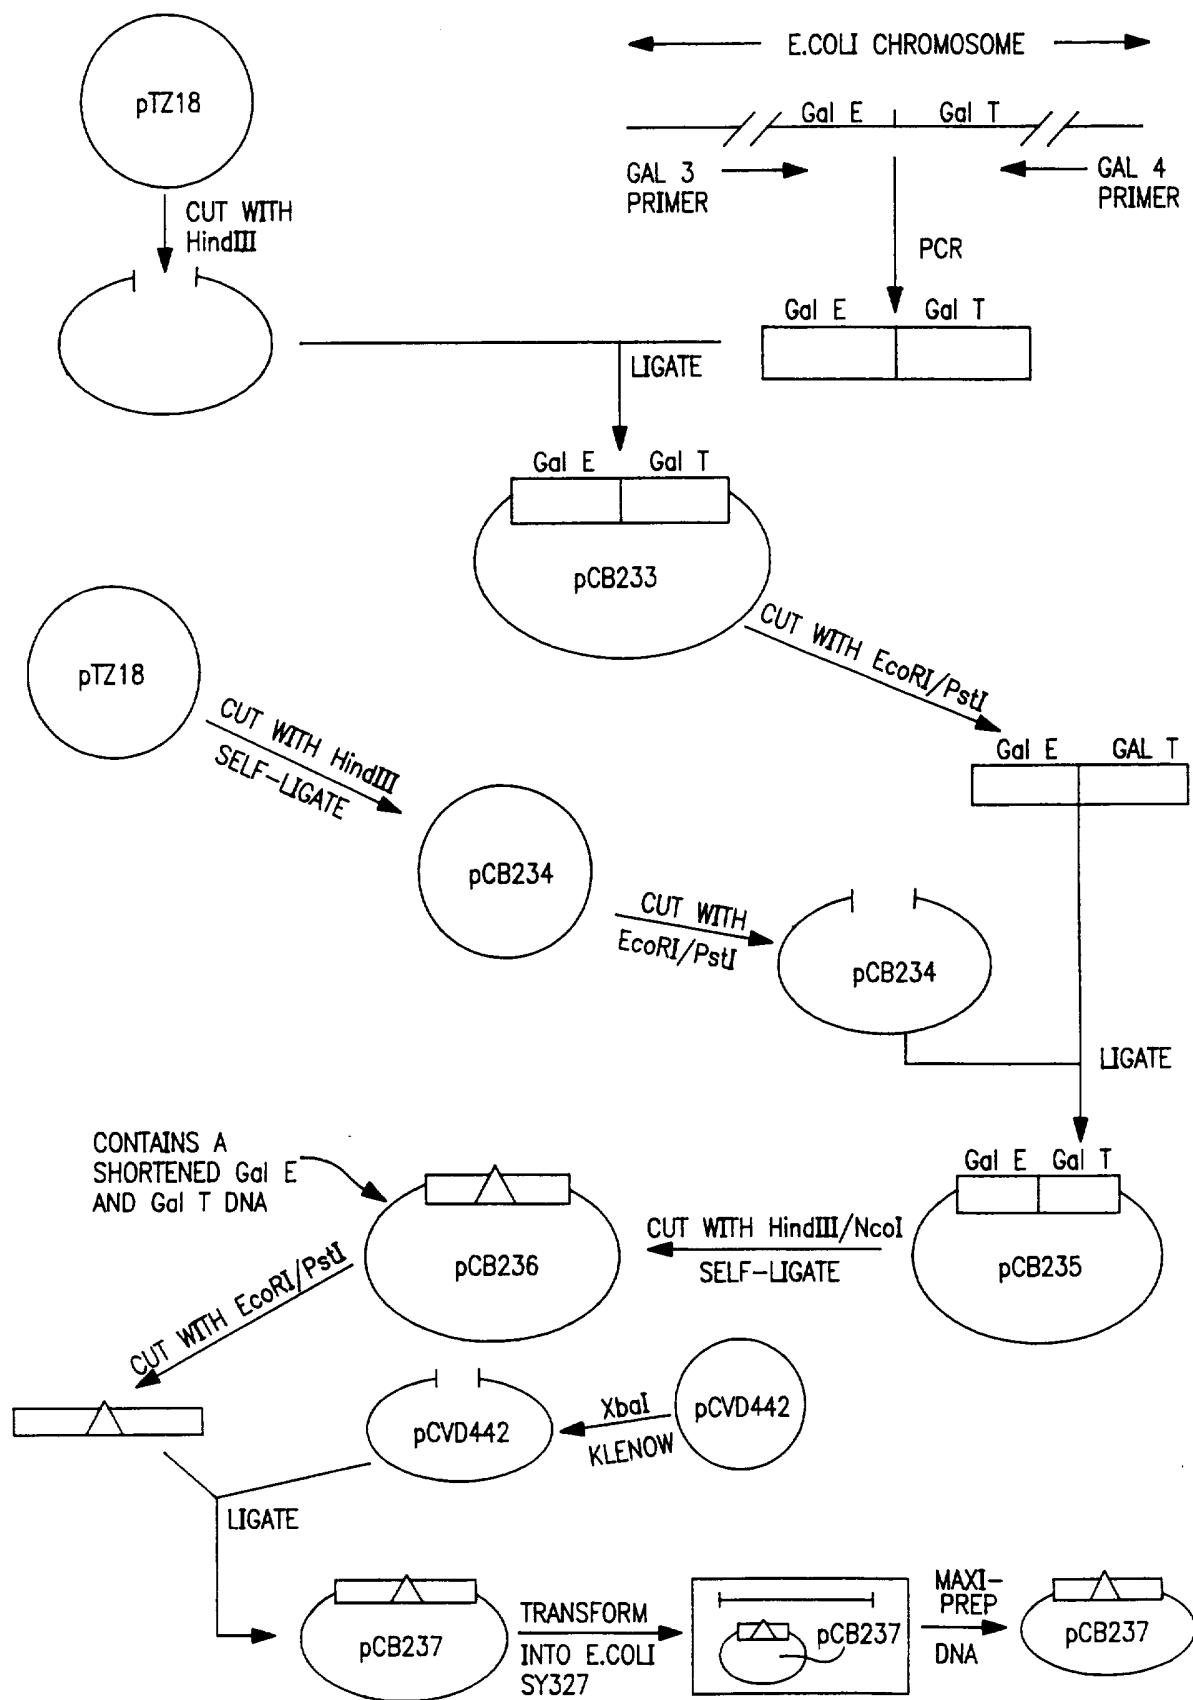 E.COLI CHROMOSOME
pTZ18
Gal E
Gal T
GAL 3
PRIMER
GAL 4
PRIMER
CUT WITH
HindIII
PCR
Gal E
Gal T
LIGATE
Gal E
Gal T
pCB233
CUT WITH EcoRI/PstI
pTZ18
CUT WITH HindIII
SELF-LIGATE
Gal E
GAL T
pCB234
CUT WITH
EcoRI/PstI
pCB234
LIGATE
CONTAINS A
SHORTENED Gal E
AND Gal T DNA
Gal E
Gal T
CUT WITH HindIII/NcoI
SELF-LIGATE
pCB236
pCB235
CUT WITH EcoRI/PstI
XbaI
KLENOW
pCVD442
pCVD442
LIGATE
pCB237
TRANSFORM
INTO E.COLI
SY327
pCB237
MAXI-
PREP
DNA
pCB237